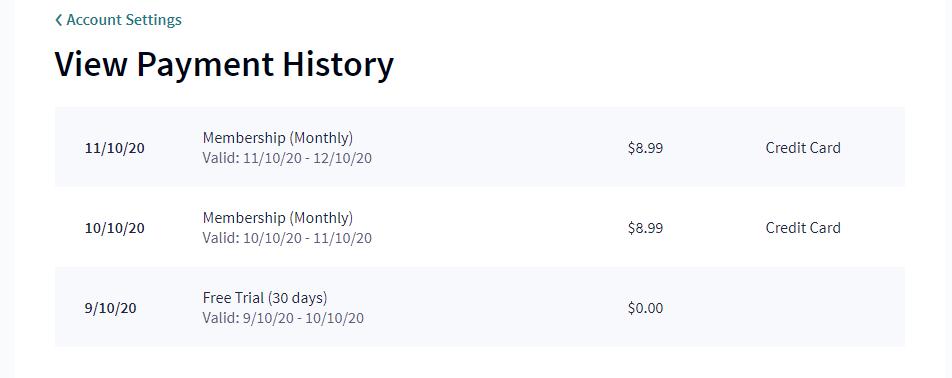 < Account Settings
View Payment History
11/10/20 Membership (Monthly) $8.99 Credit Card
Valid: 11/10/20 - 12/10/20
10/10/20 Membership (Monthly) $8.99 Credit Card
Valid: 10/10/20 - 11/10/20
9/10/20 Free Trial (30 days) $0.00
Valid: 9/10/20 - 10/10/20